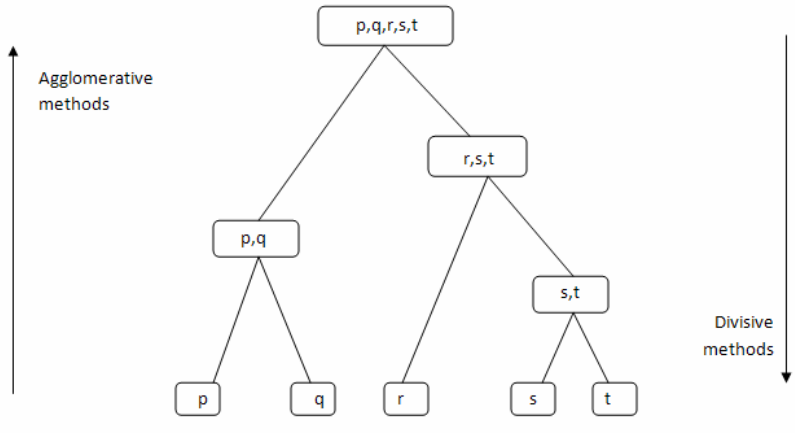 p,q,r,s,t
Agglomerative
methods
r,s,t
p,q
s,t
Divisive
methods
p
q
r
s
t